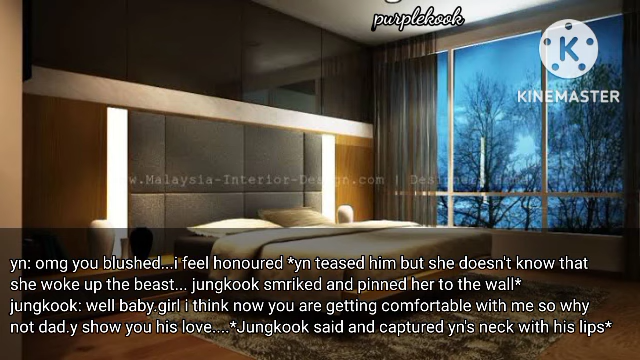 purplekook
K
KINEMASTER
www.Malaysia-Interior-Design.com | Designers Home
yn: omg you blushed...i feel honoured *yn teased him but she doesn't know that
she woke up the beast... jungkook smriked and pinned her to the wall*
jungkook: well baby.girl i think now you are getting comfortable with me so why
not dad.y show you his love....*Jungkook said and captured yn's neck with his lips*